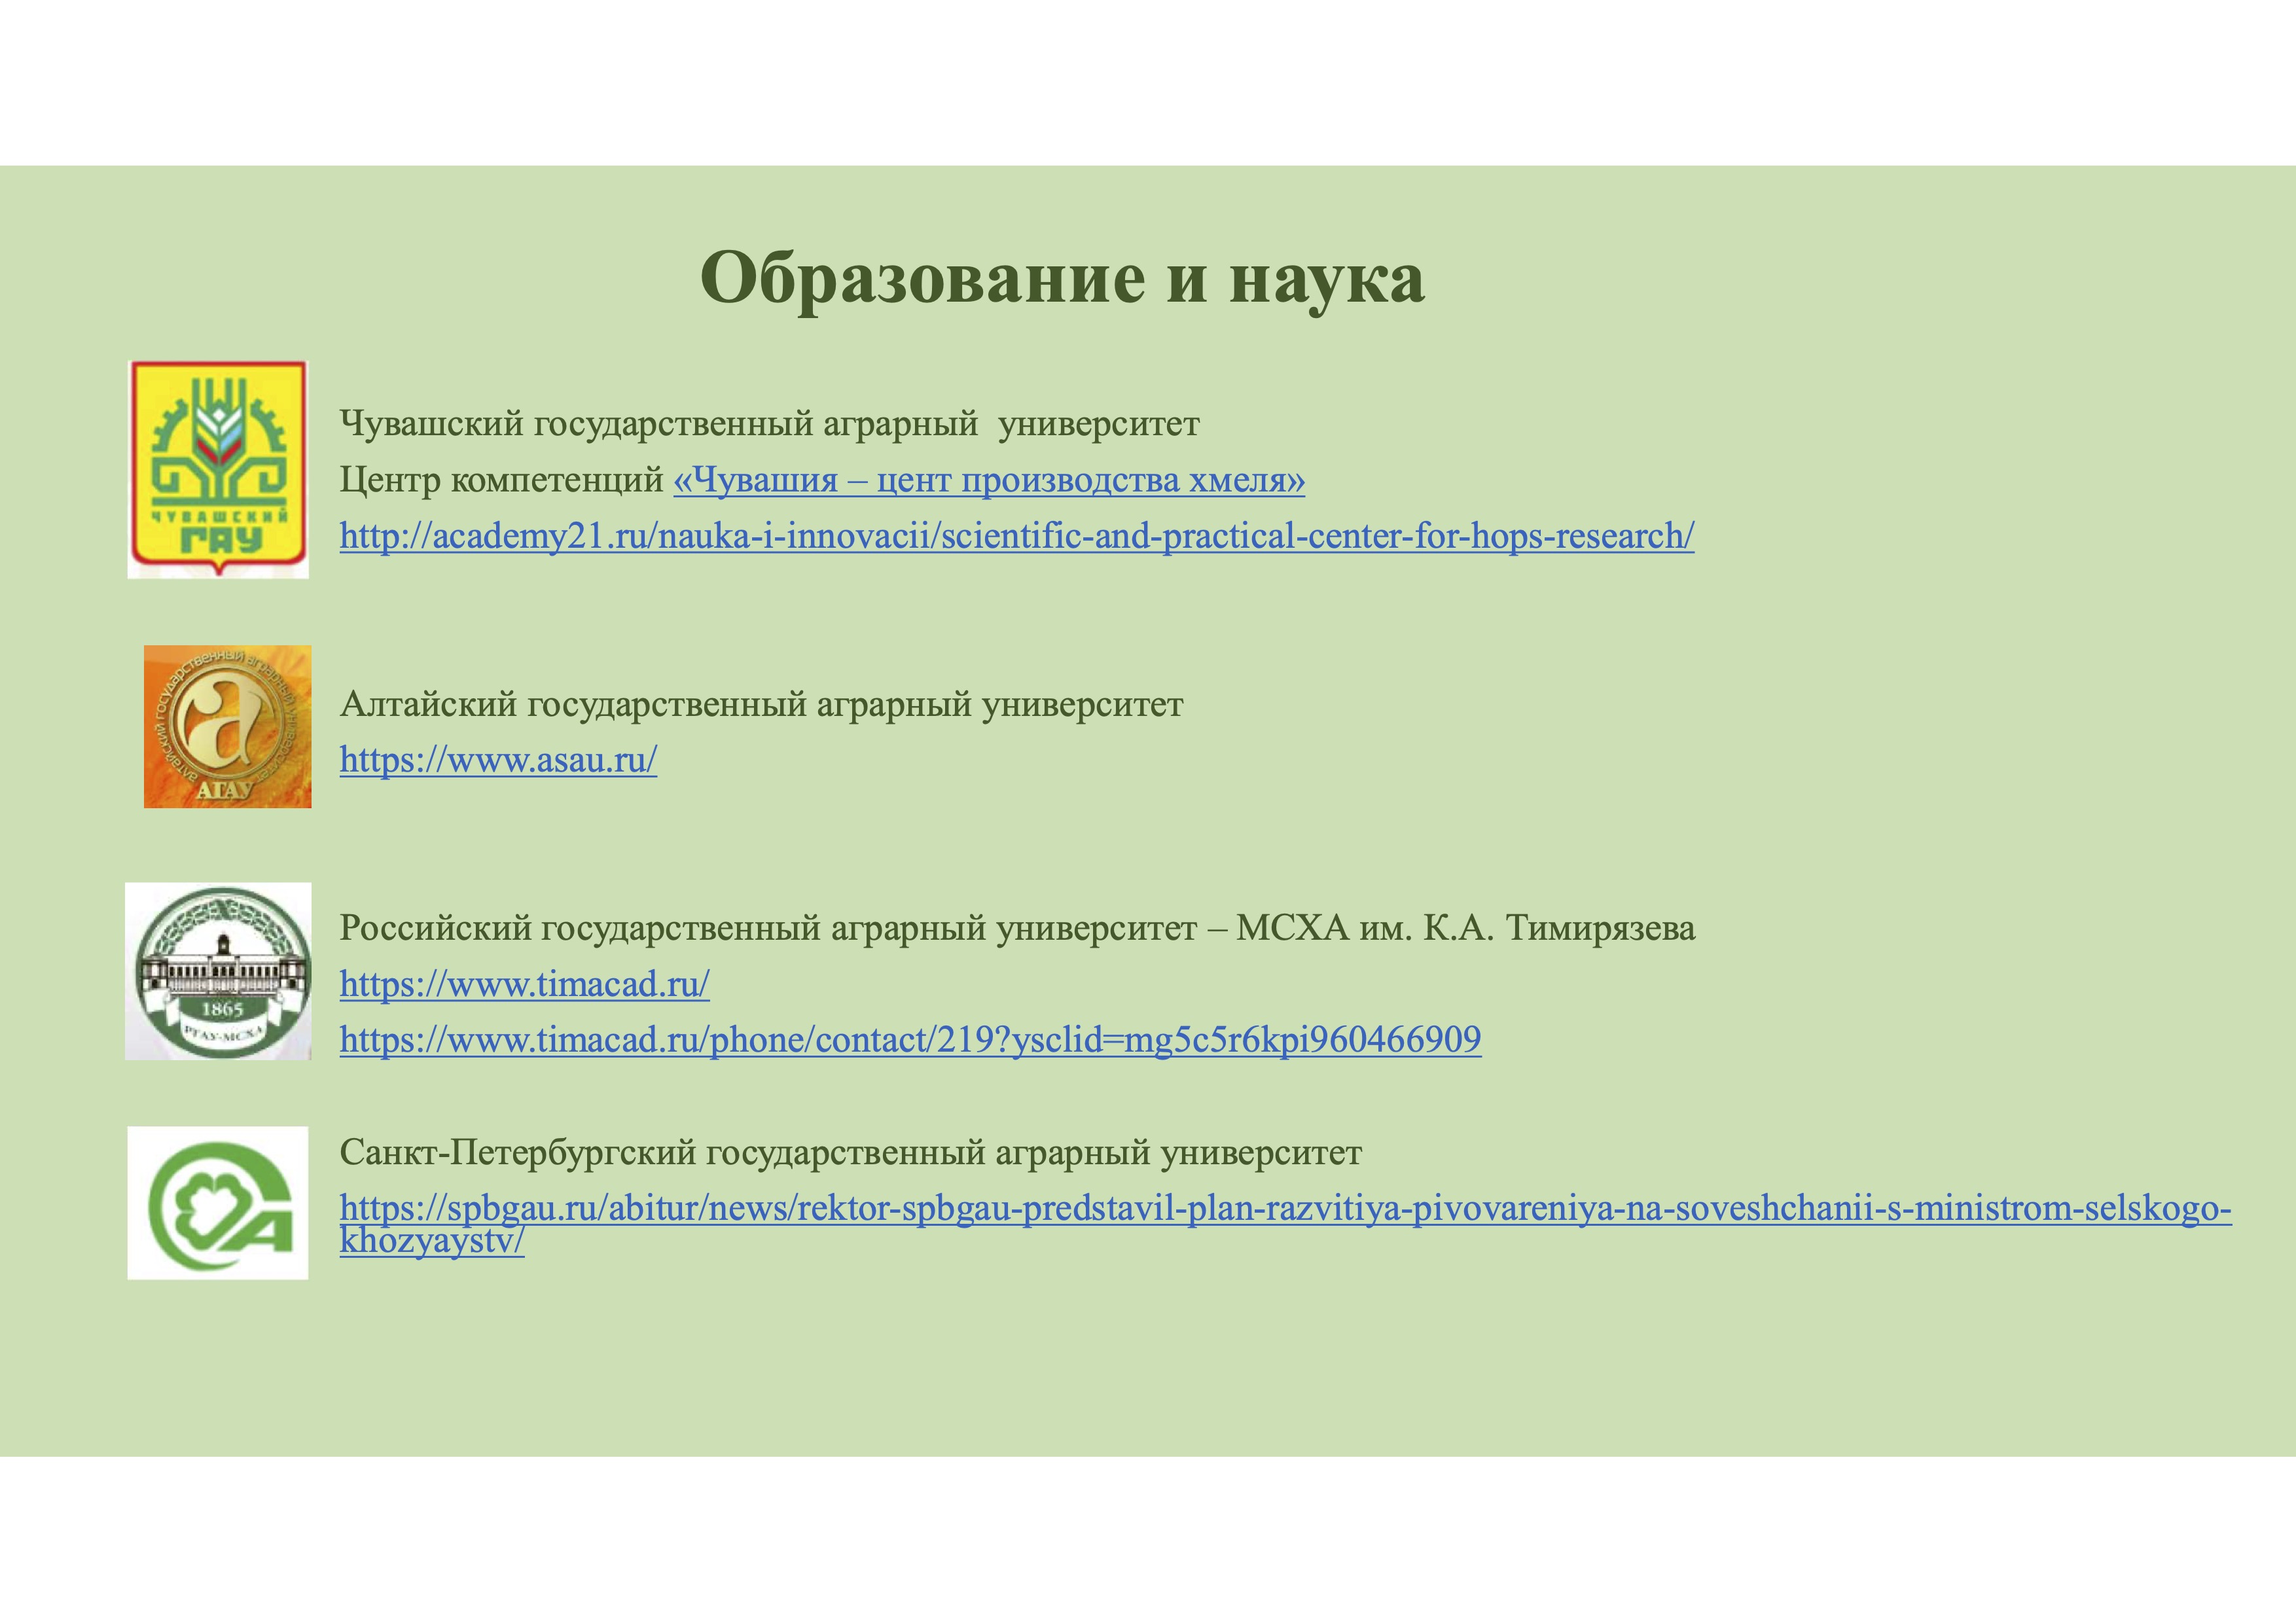 Образование и наука
ЧУВАШСКИЙ
ГАУ
Чувашский государственный аграрный университет
Центр компетенций «Чувашия – цент производства хмеля»
http://academy21.ru/nauka-i-innovacii/scientific-and-practical-center-for-hops-research/
Алтайский государственный аграрный университет
АГАУ
Алтайский государственный аграрный университет
https://www.asau.ru/
1865
РГАУ-МСХА
Российский государственный аграрный университет – МСХА им. К.А. Тимирязева
https://www.timacad.ru/
https://www.timacad.ru/phone/contact/219?ysclid=mg5c5r6kpi960466909
Санкт-Петербургский государственный аграрный университет
https://spbgau.ru/abitur/news/rektor-spbgau-predstavil-plan-razvitiya-pivovareniya-na-soveshchanii-s-ministrom-selskogo-
khozyaystv/